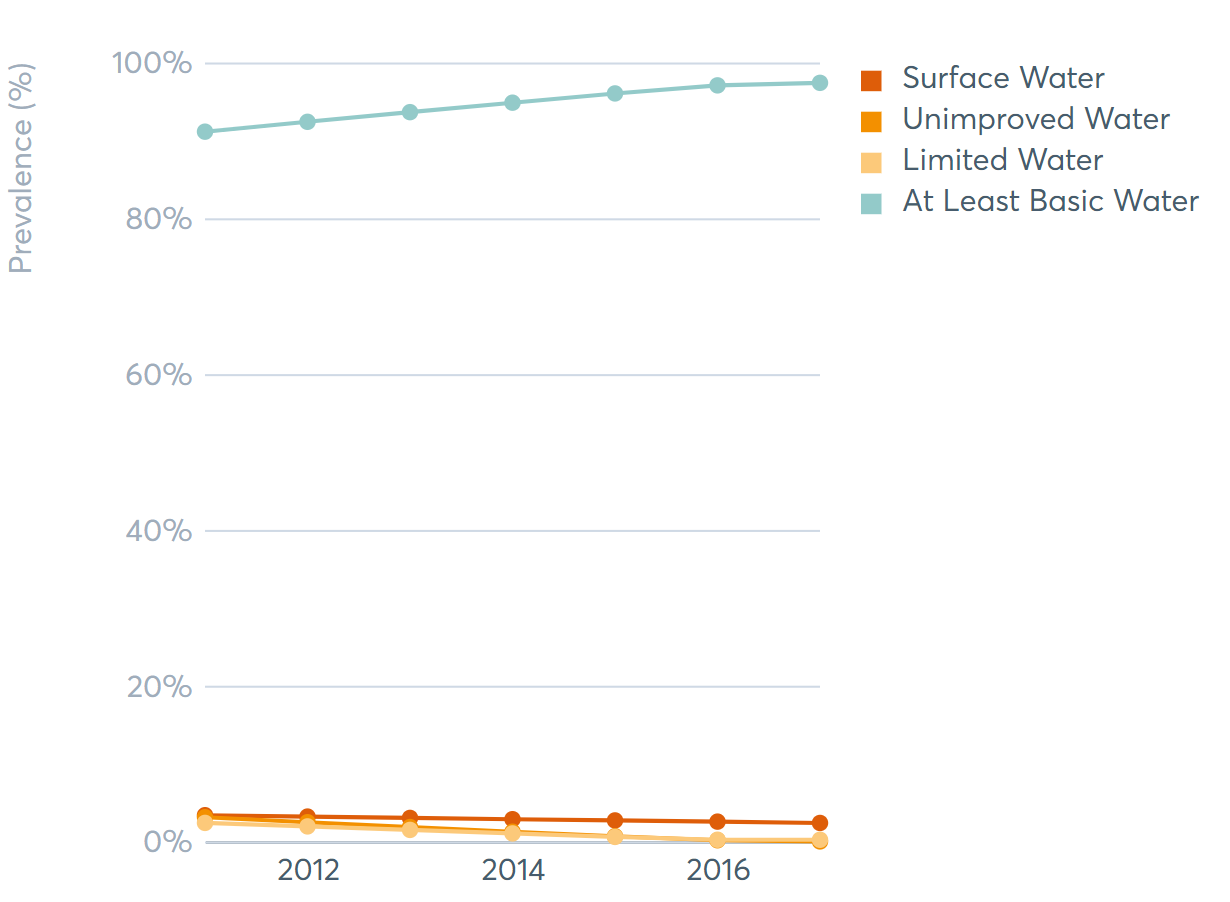 Prevalence (%)
100%
80%
60%
40%
20%
0%
2012
2014
2016
Surface Water
Unimproved Water
Limited Water
At Least Basic Water